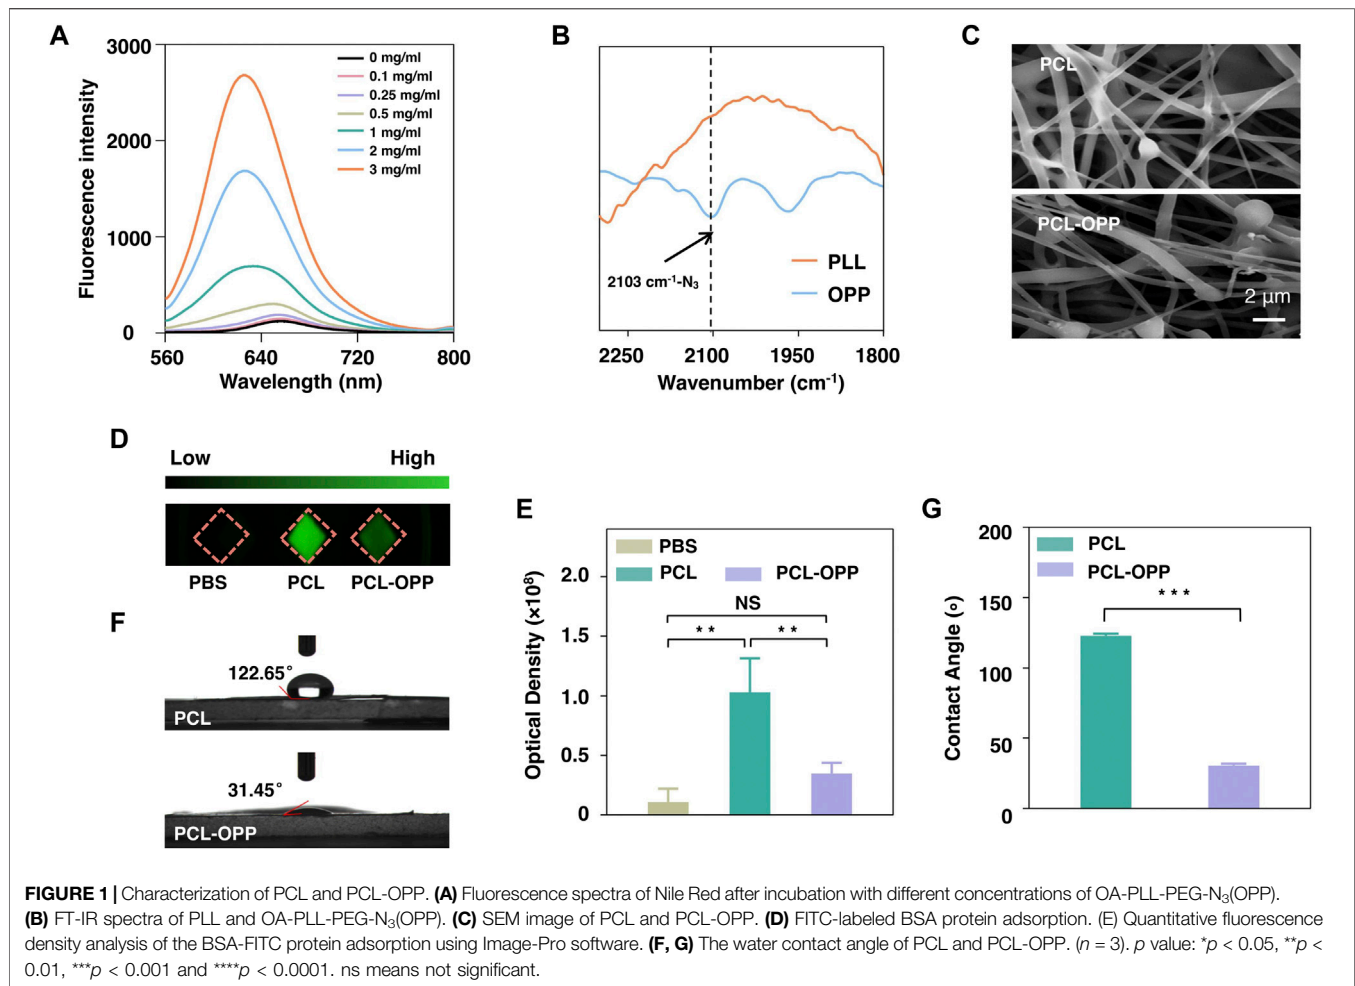 A
3000
2000
1000
0
560
640
720
800
Fluorescence intensity
Wavelength (nm)
0 mg/ml
0.1 mg/ml
0.25 mg/ml
0.5 mg/ml
1 mg/ml
2 mg/ml
3 mg/ml
B
2103 cm⁻¹-N₃
PLL
OPP
2250
2100
1950
1800
Wavenumber (cm⁻¹)
C
PCL
PCL-OPP
2 μm
D
Low
High
PBS
PCL
PCL-OPP
E
PBS
PCL
PCL-OPP
2.0
1.5
1.0
0.5
0
Optical Density (×10⁸)
NS
**
**
F
122.65°
PCL
31.45°
PCL-OPP
G
200
150
100
50
0
Contact Angle (∘)
PCL
PCL-OPP
***
FIGURE 1 | Characterization of PCL and PCL-OPP. (A) Fluorescence spectra of Nile Red after incubation with different concentrations of OA-PLL-PEG-N₃(OPP).
(B) FT-IR spectra of PLL and OA-PLL-PEG-N₃(OPP). (C) SEM image of PCL and PCL-OPP. (D) FITC-labeled BSA protein adsorption. (E) Quantitative fluorescence
density analysis of the BSA-FITC protein adsorption using Image-Pro software. (F, G) The water contact angle of PCL and PCL-OPP. (n = 3). p value: *p < 0.05, **p <
0.01, ***p < 0.001 and ****p < 0.0001. ns means not significant.